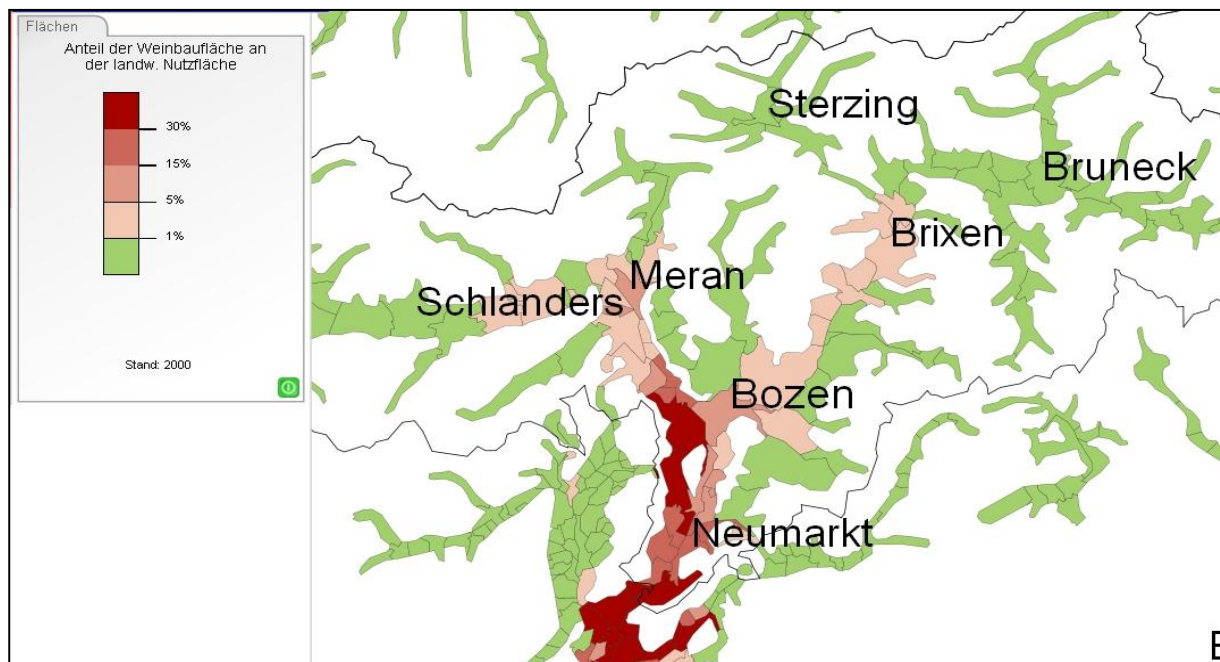 Flächen
Anteil der Weinbaufläche an
der landw. Nutzfläche
30%
15%
5%
1%
Stand: 2000
Sterzing
Bruneck
Brixen
Meran
Schlanders
Bozen
Neumarkt